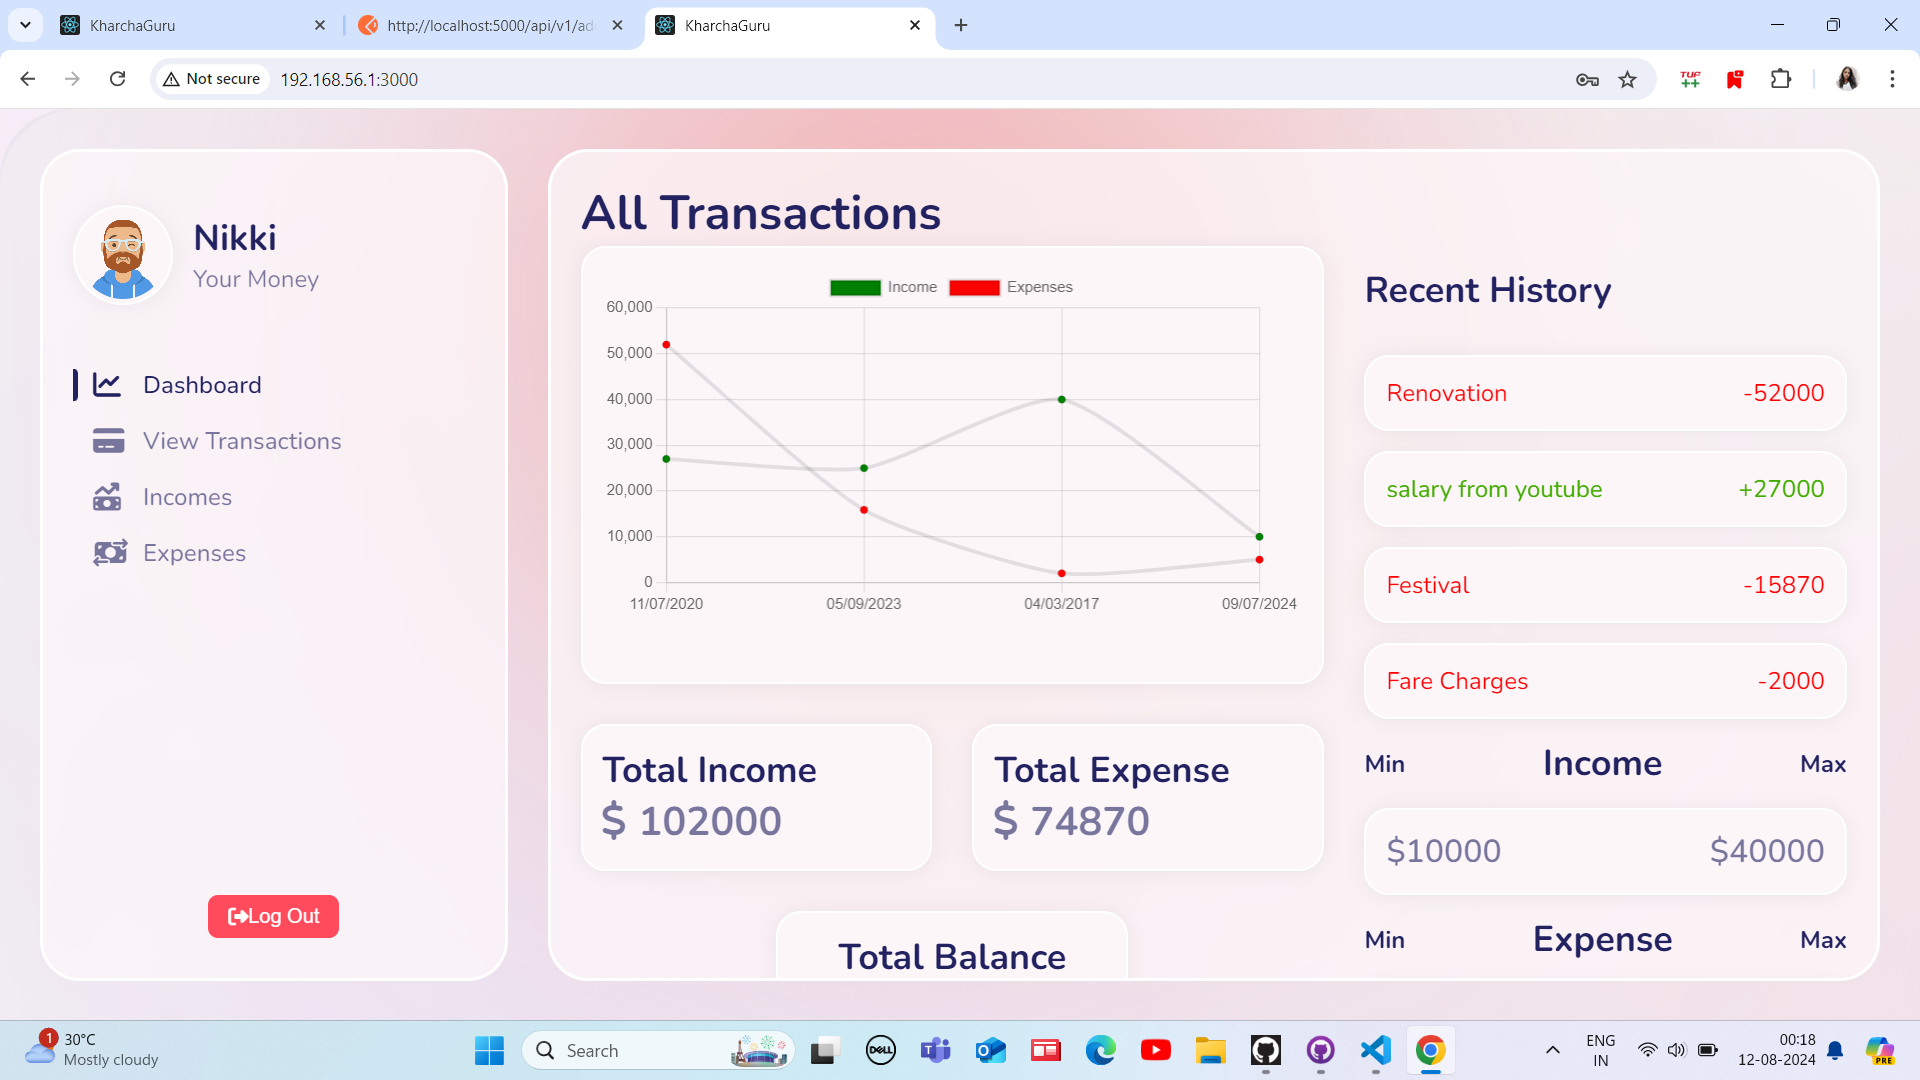 KharchaGuru
http://localhost:5000/api/v1/ad
KharchaGuru
Not secure
192.168.56.1:3000
TUF
++
Nikki
Your Money
Dashboard
View Transactions
Incomes
Expenses
Log Out
All Transactions
Income
Expenses
60,000
50,000
40,000
30,000
20,000
10,000
0
11/07/2020
05/09/2023
04/03/2017
09/07/2024
Total Income
$ 102000
Total Expense
$ 74870
Total Balance
Recent History
Renovation
-52000
salary from youtube
+27000
Festival
-15870
Fare Charges
-2000
Min
Income
Max
$10000
$40000
Min
Expense
Max
1
30°C
Mostly cloudy
Search
DELL
ENG
IN
00:18
12-08-2024
PRE